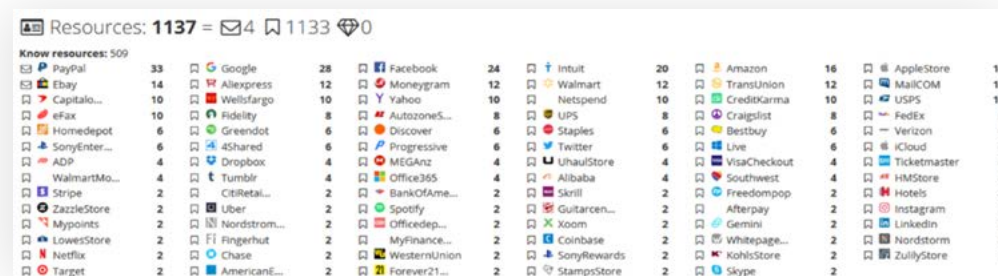 Resources: 1137 = 4 1133 0
Know resources: 509
PayPal 33 Google 28 Facebook 24 Intuit 20 Amazon 16 AppleStore
Ebay 14 Aliexpress 12 Moneygram 12 Walmart 12 TransUnion 12 MailCOM
Capitalo... 10 Wellsfargo 10 Yahoo 10 Netspend 10 CreditKarma 10 USPS
eFax 10 Fidelity 8 AutozoneS... 8 UPS 8 Craigslist 8 FedEx
Homedepot 6 Greendot 6 Discover 6 Staples 6 Bestbuy 6 Verizon
SonyEnter... 6 4Shared 6 Progressive 6 Twitter 6 Live 6 iCloud
ADP 4 Dropbox 4 MEGAnz 4 UhaulStore 4 VisaCheckout 4 Ticketmaster
WalmartMo... 4 Tumblr 4 Office365 4 Alibaba 4 Southwest 4 HMStore
Stripe 2 CitiRetai... 2 BankOfAme... 2 Skrill 2 Freedompop 2 Hotels
ZazzleStore 2 Uber 2 Spotify 2 Guitarcen... 2 Afterpay 2 Instagram
Mypoints 2 Nordstrom... 2 Officedep... 2 Xoom 2 Gemini 2 Linkedin
LowesStore 2 Fingerhut 2 MyFinance... 2 Coinbase 2 Whitepage... 2 Nordstorm
Netflix 2 Chase 2 WesternUnion 2 SonyRewards 2 KohlsStore 2 ZulilyStore
Target 2 AmericanE... 2 Forever21... 2 StampsStore 2 Skype 2